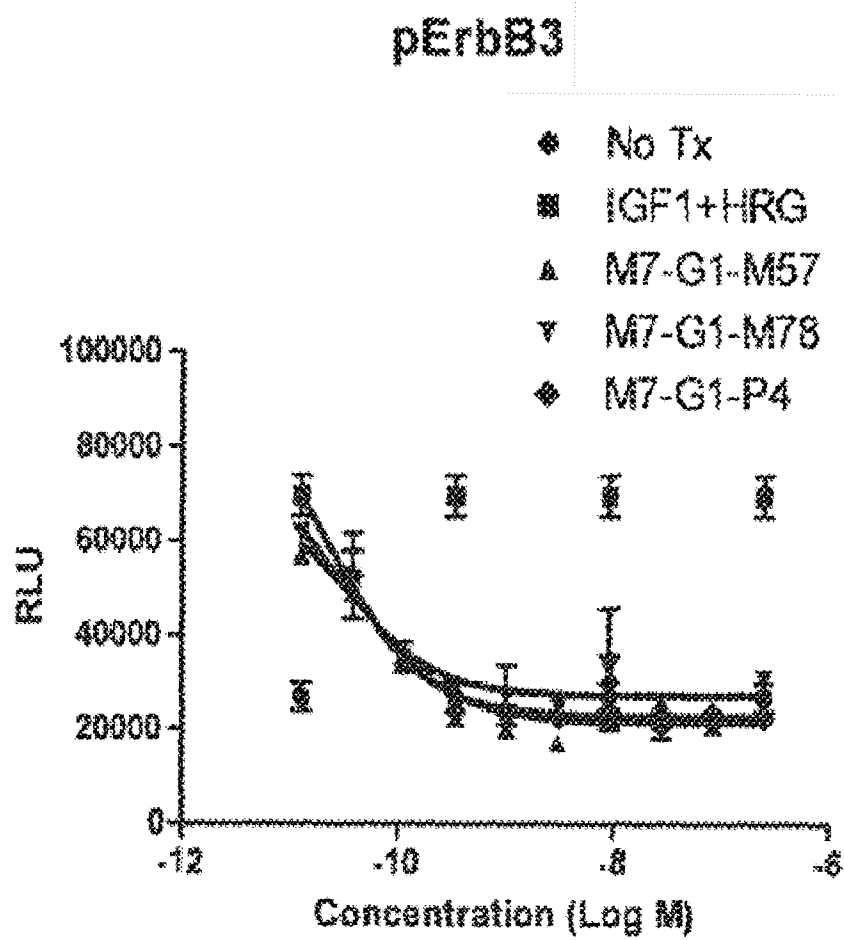 pErbB3
No Tx
IGF1+HRG
M7-G1-M57
M7-G1-M78
M7-G1-P4
100000
80000
60000
40000
20000
0
RLU
-12
-10
-8
-6
Concentration (Log M)